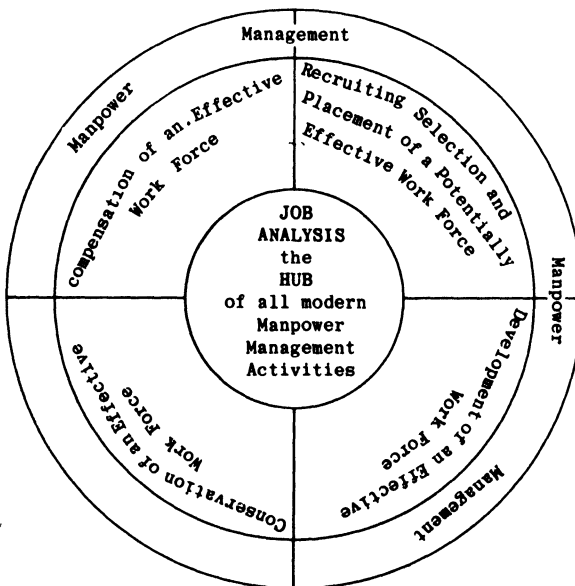 Management
Manpower
Compensation of an.Effective
Work Force
Recruiting Selection and
Placement of a Potentially
Effective Work Force
JOB
ANALYSIS
the
HUB
of all modern
Manpower
Management
Activities
Manpower
Development of an Effective
Work Force
Management
Conservation of an Effective
Work Force